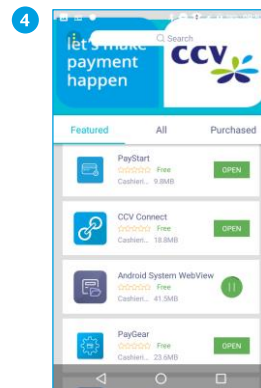 4
let's make
Search
payment
happen
CCV
Featured
All
Purchased
PayStart
Free
OPEN
Cashieri... 9.8MB
CCV Connect
Free
OPEN
Cashieri... 18.8MB
Android System WebView
Free
Cashieri... 41.5MB
PayGear
Free
OPEN
Cashieri... 23.6MB